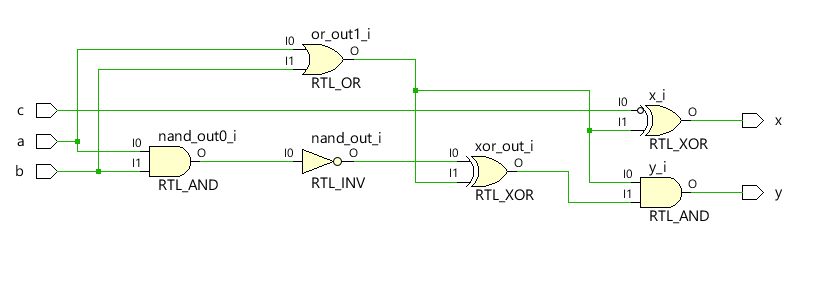 or_out1_i
I0
O
I1
RTL_OR
c
a
b
nand_out0_i
I0
O
I1
RTL_AND
nand_out_i
I0
O
RTL_INV
xor_out_i
I0
O
I1
RTL_XOR
x_i
I0
O
I1
RTL_XOR
x
y_i
I0
O
I1
RTL_AND
y